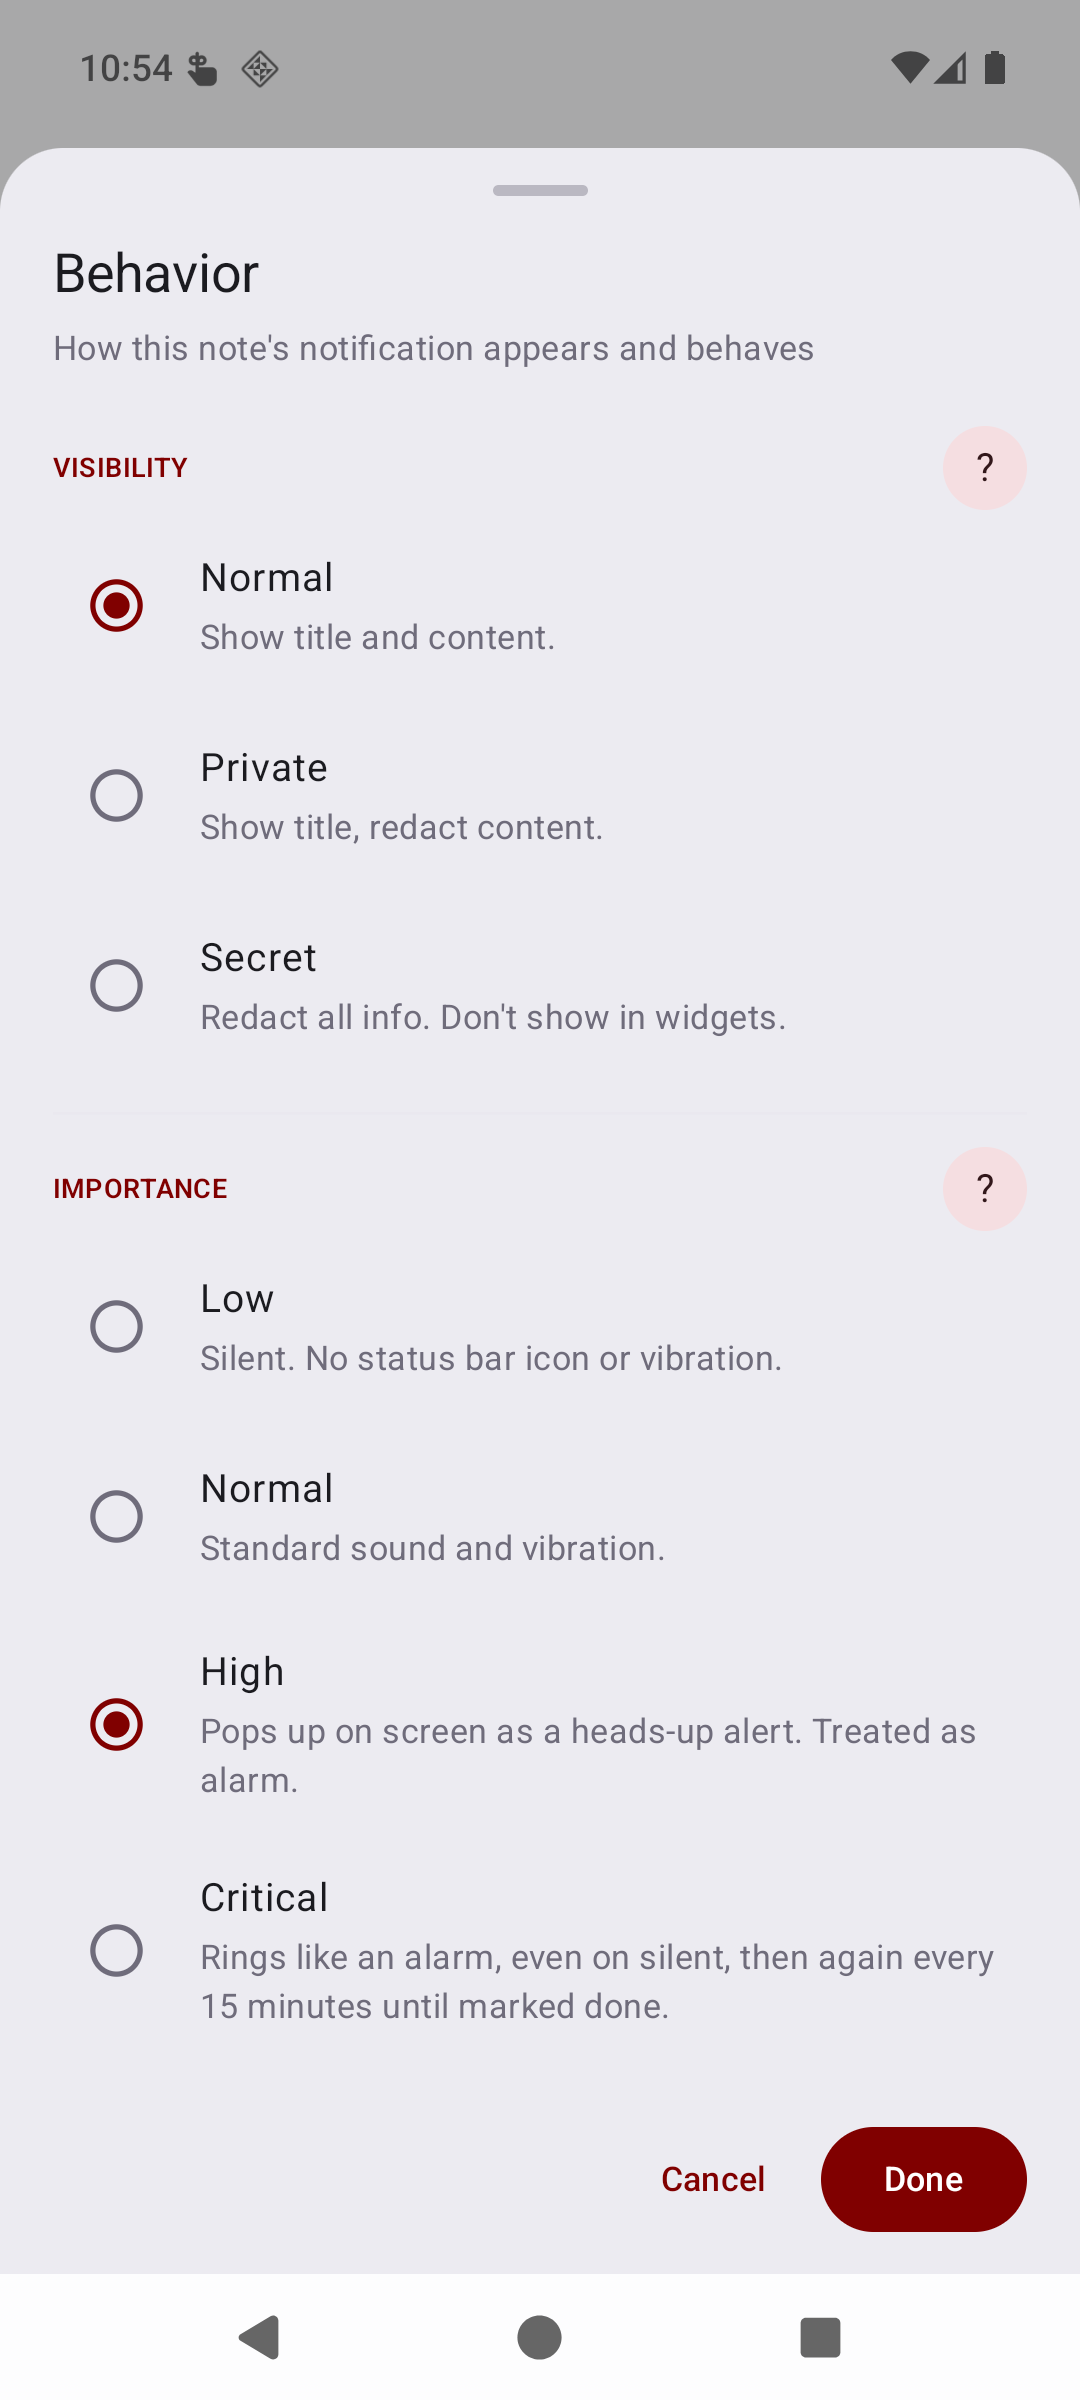 10:54
Behavior
How this note's notification appears and behaves
VISIBILITY
?
Normal
Show title and content.
Private
Show title, redact content.
Secret
Redact all info. Don't show in widgets.
IMPORTANCE
?
Low
Silent. No status bar icon or vibration.
Normal
Standard sound and vibration.
High
Pops up on screen as a heads-up alert. Treated as
alarm.
Critical
Rings like an alarm, even on silent, then again every
15 minutes until marked done.
Cancel
Done